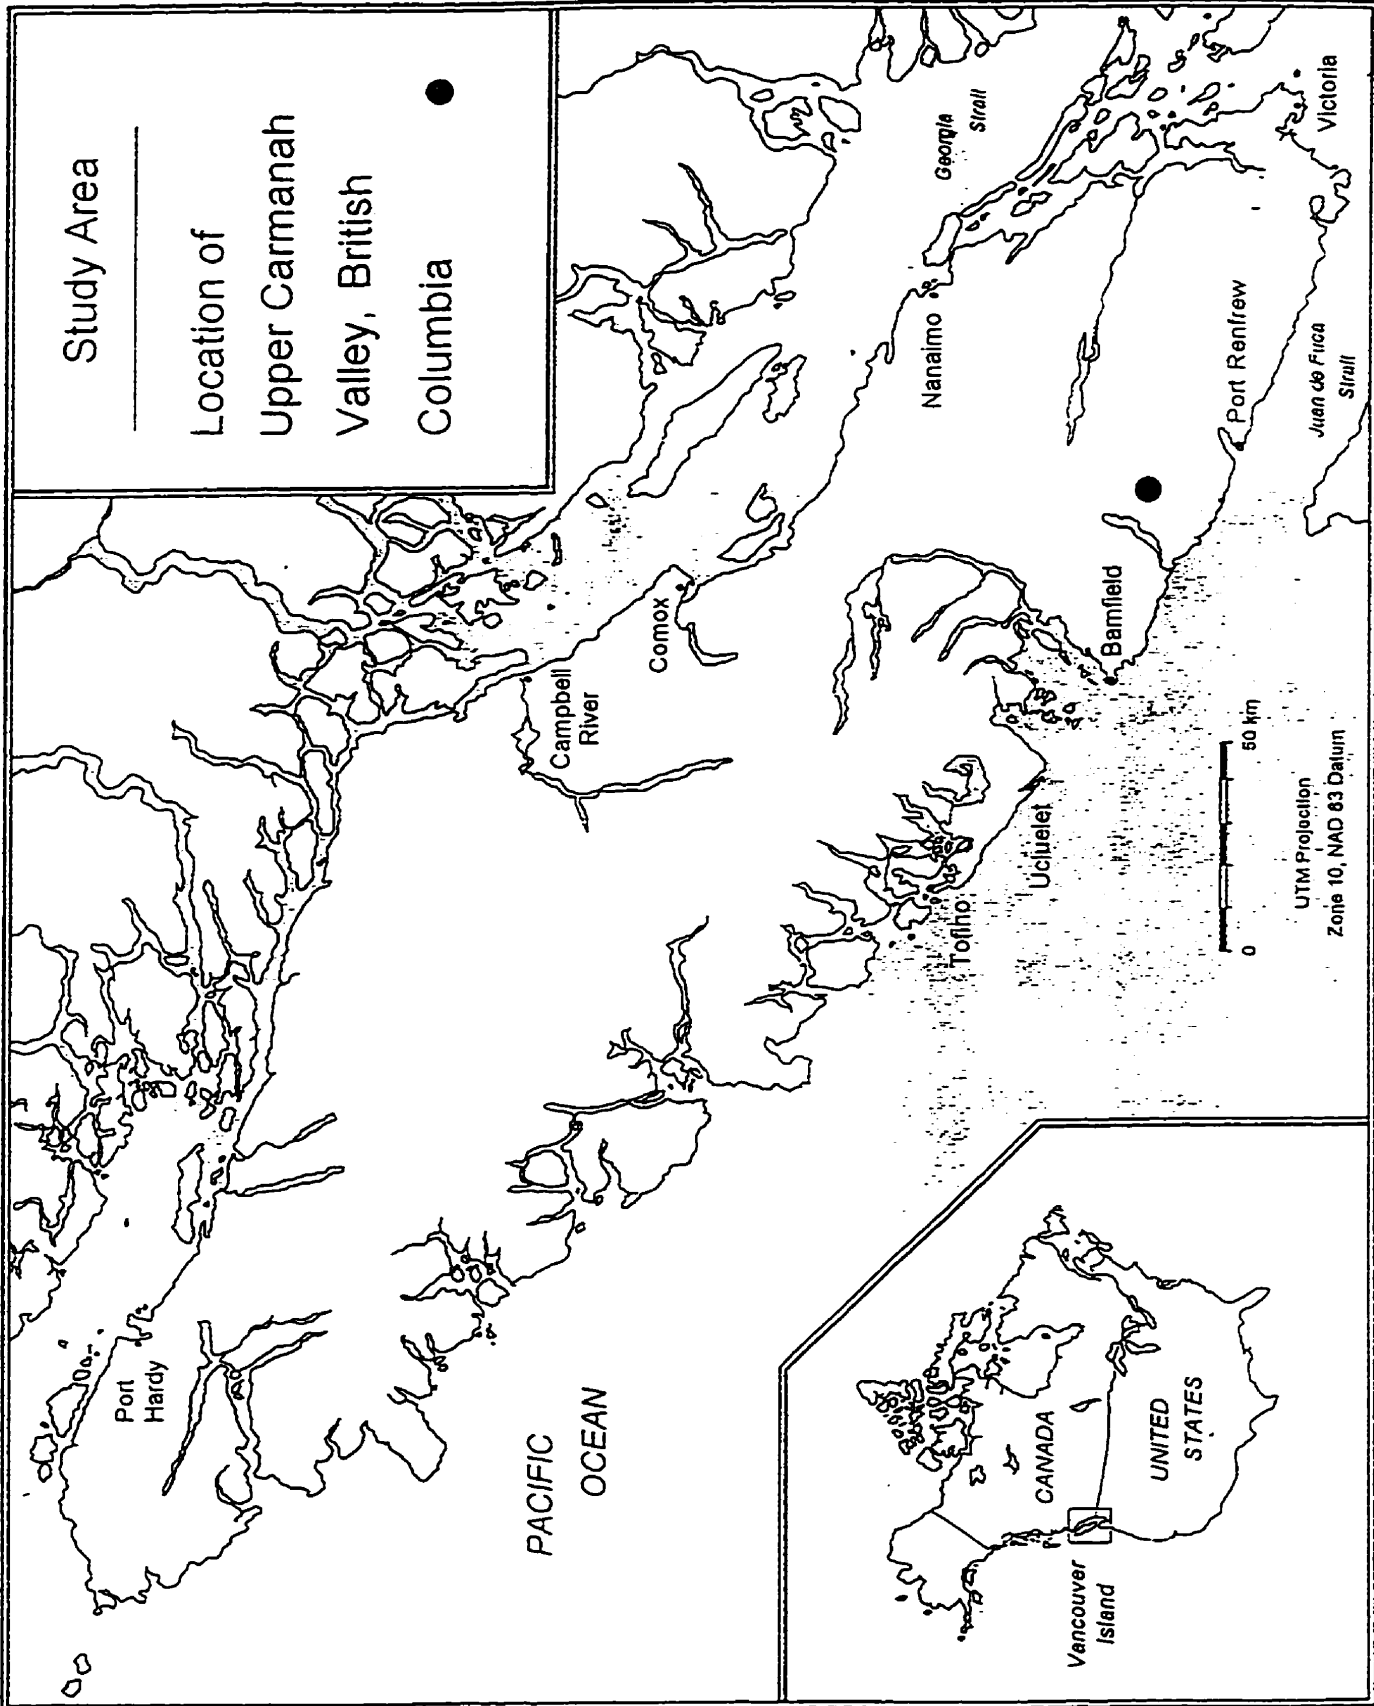 Study Area
Location of
Upper Carmanah
Valley, British
Columbia
Port
Hardy
Campbell
River
Comox
Georgia
Strait
Nanaimo
Victoria
Port Renfrew
Juan de Fuca
Strait
Bamfield
Ucluelet
Tofino
PACIFIC
OCEAN
0
50 km
UTM Projection
Zone 10, NAD 83 Datum
CANADA
UNITED
STATES
Vancouver
Island